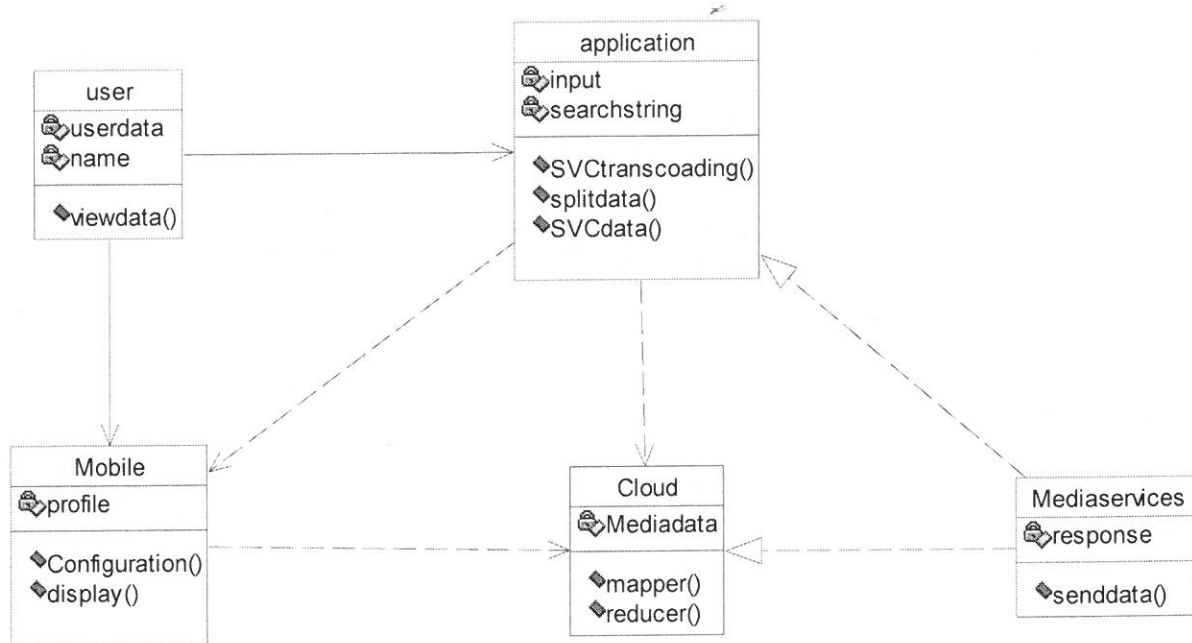 application
input
searchstring
SVCtranscoading()
splitdata()
SVCdata()
user
userdata
name
viewdata()
Mobile
profile
Configuration()
display()
Cloud
Mediadata
mapper()
reducer()
Mediaservices
response
senddata()